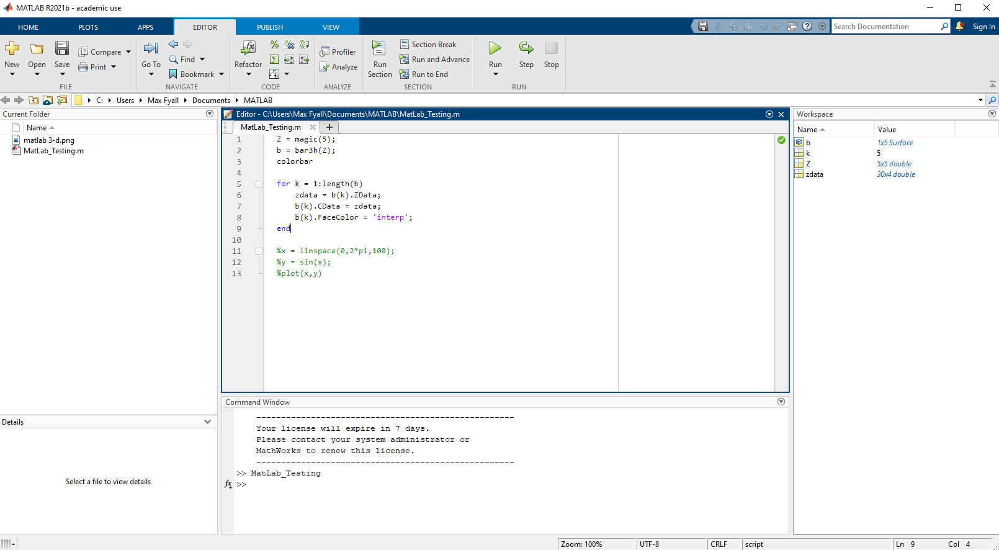 MATLAB R2021b - academic use
HOME PLOTS APPS EDITOR PUBLISH VIEW
Search Documentation
Sign In
New
Open
Save
Compare
Print
FILE
Go To
Find
Bookmark
NAVIGATE
Refactor
CODE
Profiler
Analyze
ANALYZE
Run Section
Section Break
Run and Advance
Run to End
SECTION
Run
Step
Stop
RUN
C: Users Max Fyall Documents MATLAB
Current Folder
Name
matlab 3-d.png
MatLab_Testing.m
Details
Select a file to view details
Editor - C:\Users\Max Fyall\Documents\MATLAB\MatLab_Testing.m
MatLab_Testing.m
1 Z = magic(5);
2 b = bar3h(Z);
3 colorbar
4
5 for k = 1:length(b)
6 zdata = b(k).ZData;
7 b(k).CData = zdata;
8 b(k).FaceColor = 'interp';
9 end
10
11 %x = linspace(0,2*pi,100);
12 %y = sin(x);
13 %plot(x,y)
Command Window
----------------------------------------------------
Your license will expire in 7 days.
Please contact your system administrator or
MathWorks to renew this license.
----------------------------------------------------
>> MatLab_Testing
fx >>
Workspace
Name Value
b 1x5 Surface
k 5
Z 5x5 double
zdata 30x4 double
Zoom: 100% UTF-8 CRLF script Ln 9 Col 4